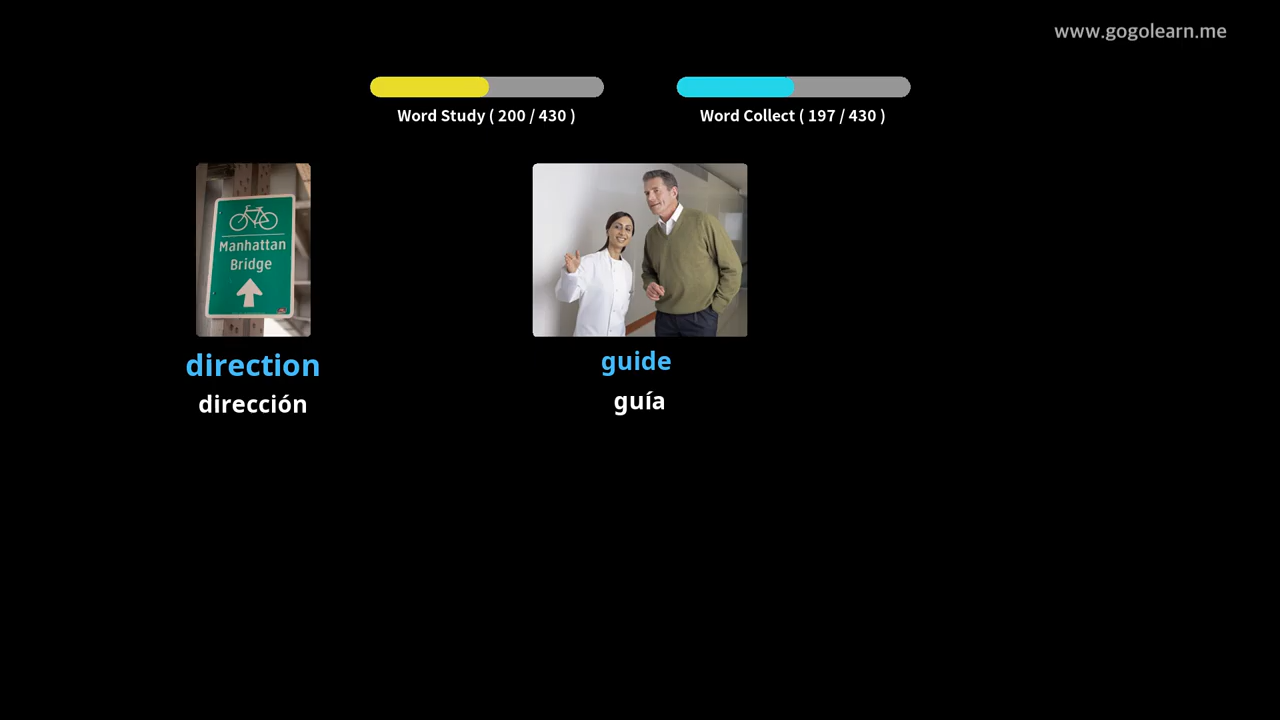 www.gogolearn.me
Word Study ( 200 / 430 )
Word Collect ( 197 / 430 )
Manhattan
Bridge
direction
dirección
guide
guía